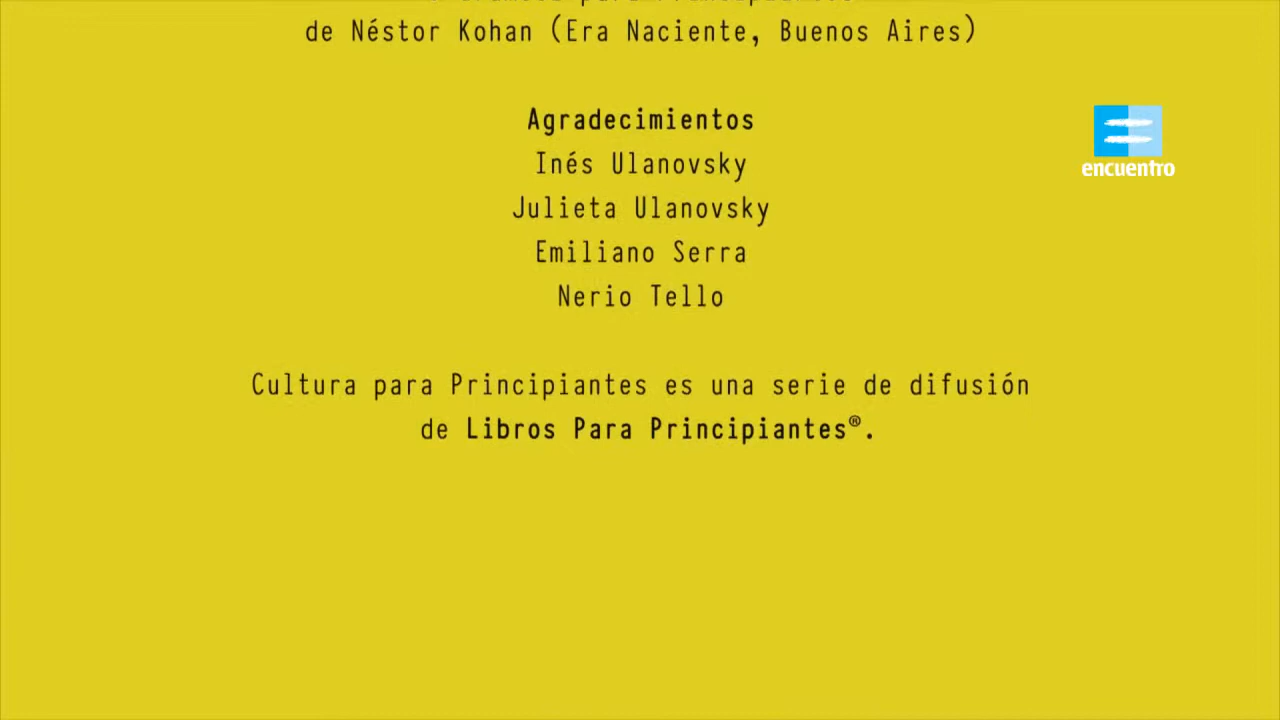 de Néstor Kohan (Era Naciente, Buenos Aires)
Agradecimientos
Inés Ulanovsky
Julieta Ulanovsky
Emiliano Serra
Nerio Tello
Cultura para Principiantes es una serie de difusión
de Libros Para Principiantes®.
encuentro